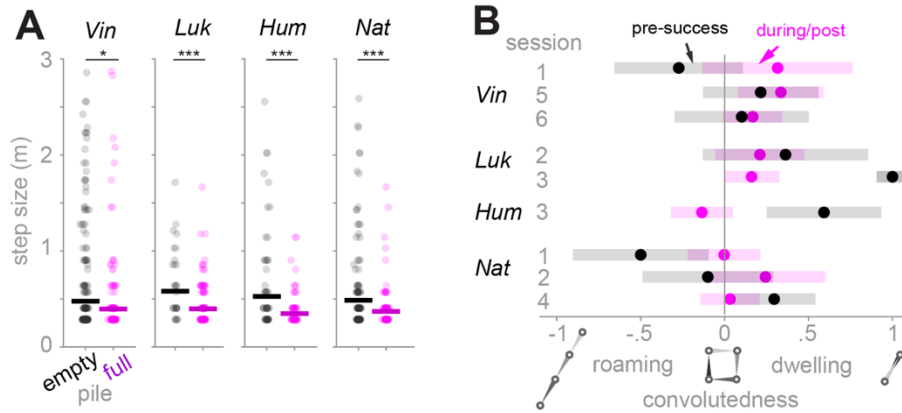 A
Vin Luk Hum Nat
* *** *** ***
3
2
1
0
step size (m)
empty full
pile
B
session
pre-success during/post
Vin
1
5
6
Luk
2
3
Hum 3
Nat
1
2
4
-1 -.5 0 .5 1
roaming dwelling
convolutedness